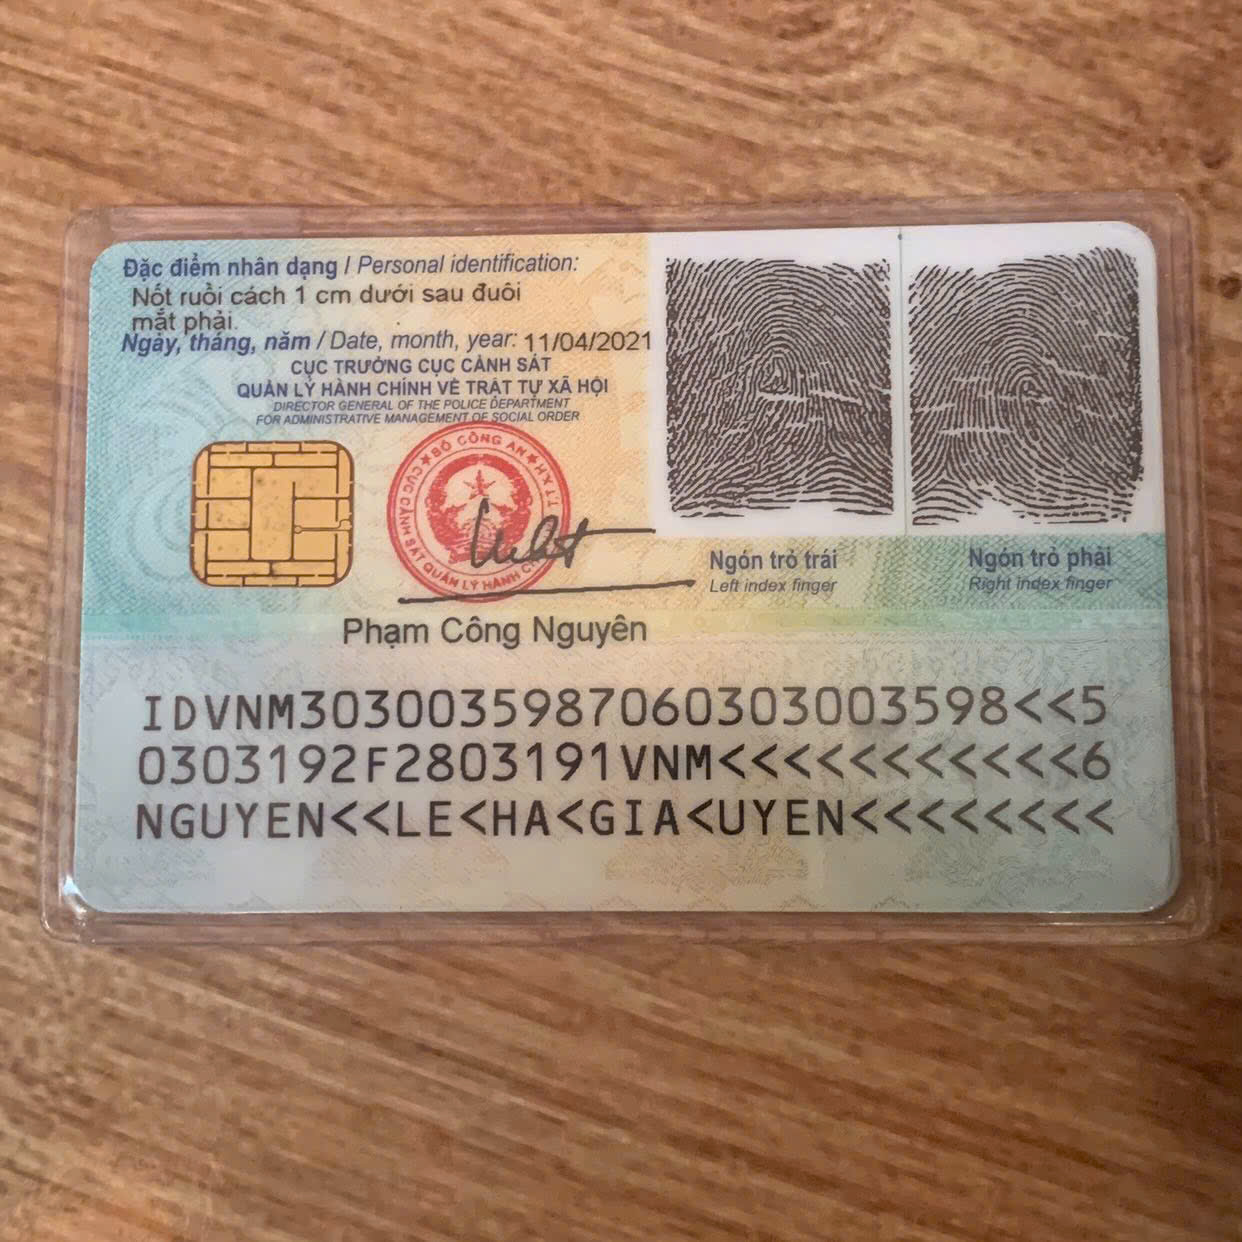 Đặc điểm nhân dạng / Personal identification:
Nốt ruồi cách 1 cm dưới sau đuôi
mắt phải.
Ngày, tháng, năm / Date, month, year: 11/04/2021
CỤC TRƯỞNG CỤC CẢNH SÁT
QUẢN LÝ HÀNH CHÍNH VỀ TRẬT TỰ XÃ HỘI
DIRECTOR GENERAL OF THE POLICE DEPARTMENT
FOR ADMINISTRATIVE MANAGEMENT OF SOCIAL ORDER
BỘ CÔNG AN
CỤC CẢNH SÁT QUẢN LÝ HÀNH
Ngón trỏ trái
Left index finger
Ngón trỏ phải
Right index finger
Phạm Công Nguyên
IDVNM3030035987060303003598<<5
0303192F2803191VNM<<<<<<<<<<<6
NGUYEN<<LE<HA<GIA<UYEN<<<<<<<<